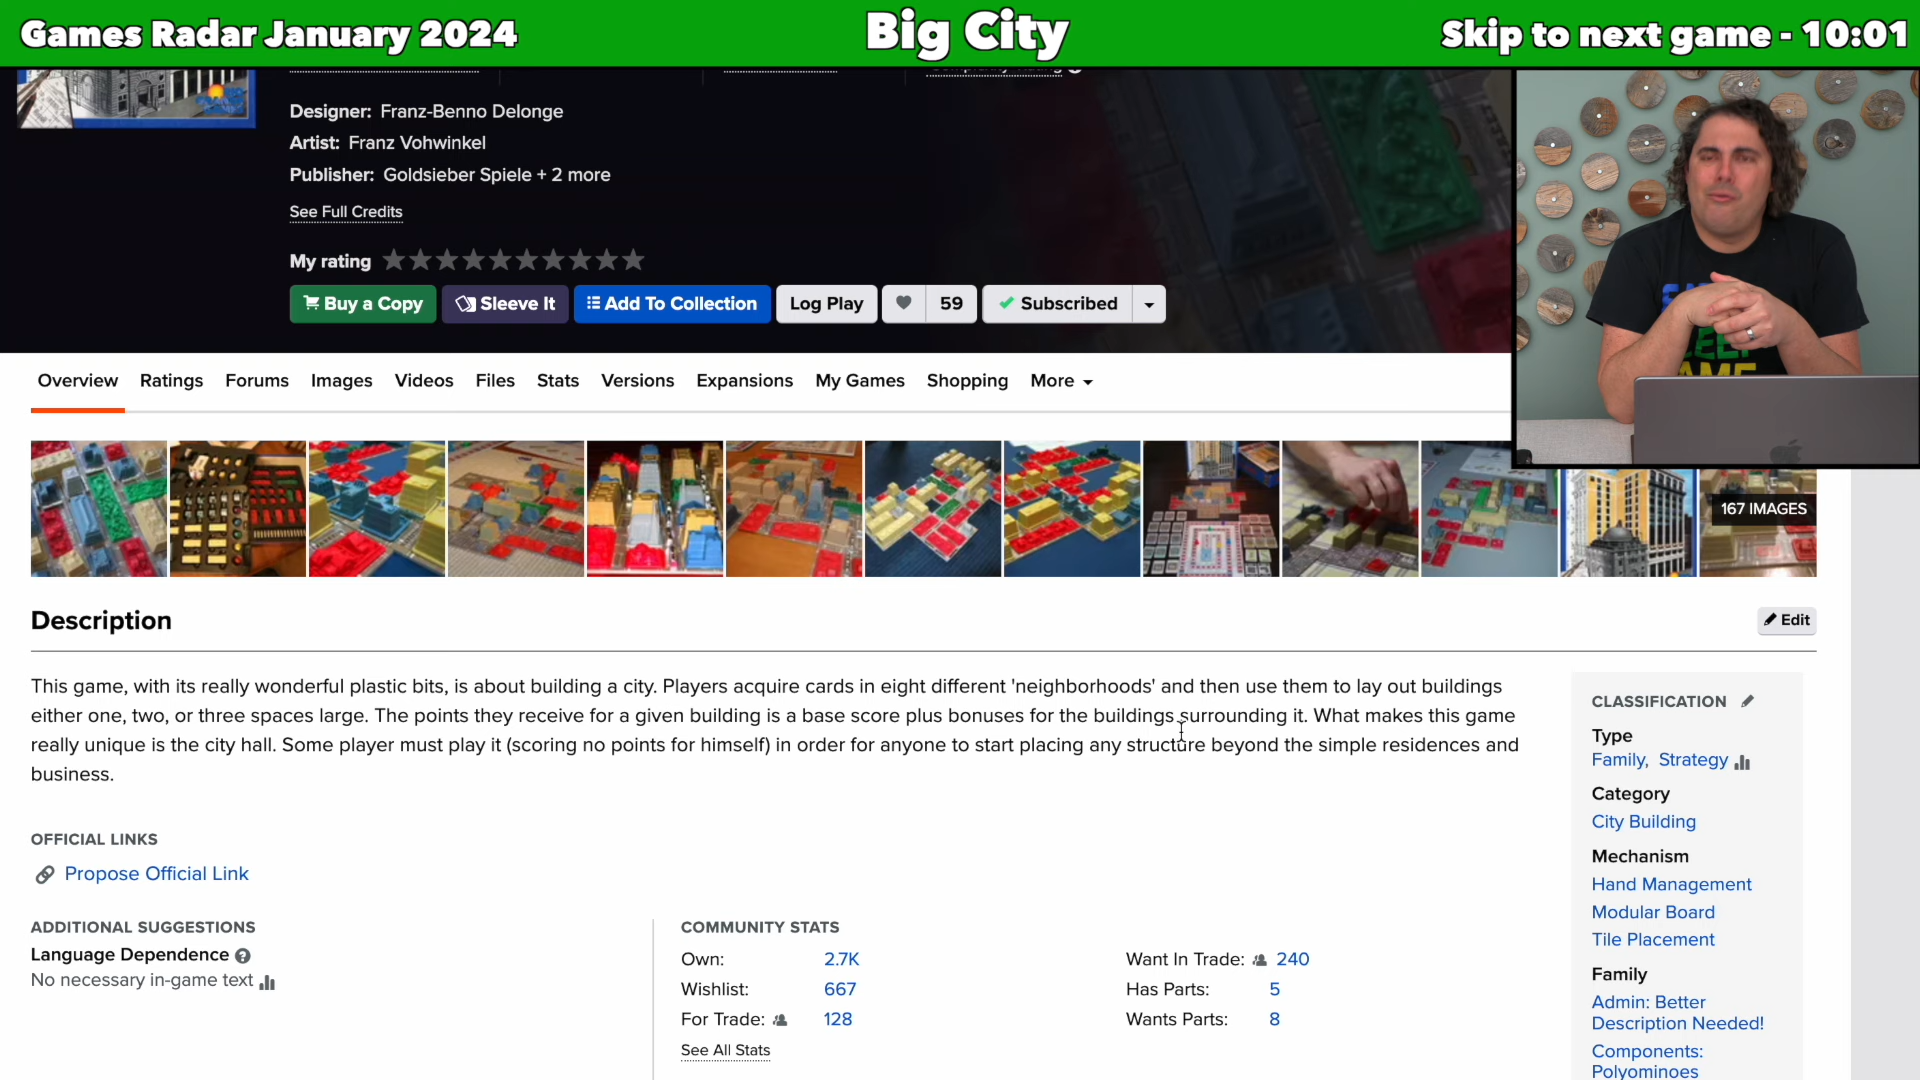 Games Radar January 2024
Big City
Skip to next game - 10:01
Designer: Franz-Benno Delonge
Artist: Franz Vohwinkel
Publisher: Goldsieber Spiele + 2 more
See Full Credits
My rating
Buy a Copy
Sleeve It
Add To Collection
Log Play
59
Subscribed
Overview
Ratings
Forums
Images
Videos
Files
Stats
Versions
Expansions
My Games
Shopping
More
167 IMAGES
Description
Edit
This game, with its really wonderful plastic bits, is about building a city. Players acquire cards in eight different 'neighborhoods' and then use them to lay out buildings
either one, two, or three spaces large. The points they receive for a given building is a base score plus bonuses for the buildings surrounding it. What makes this game
really unique is the city hall. Some player must play it (scoring no points for himself) in order for anyone to start placing any structure beyond the simple residences and
business.
OFFICIAL LINKS
Propose Official Link
ADDITIONAL SUGGESTIONS
Language Dependence
No necessary in-game text
COMMUNITY STATS
Own: 2.7K
Wishlist: 667
For Trade: 128
See All Stats
Want In Trade: 240
Has Parts: 5
Wants Parts: 8
CLASSIFICATION
Type
Family, Strategy
Category
City Building
Mechanism
Hand Management
Modular Board
Tile Placement
Family
Admin: Better
Description Needed!
Components:
Polyominoes